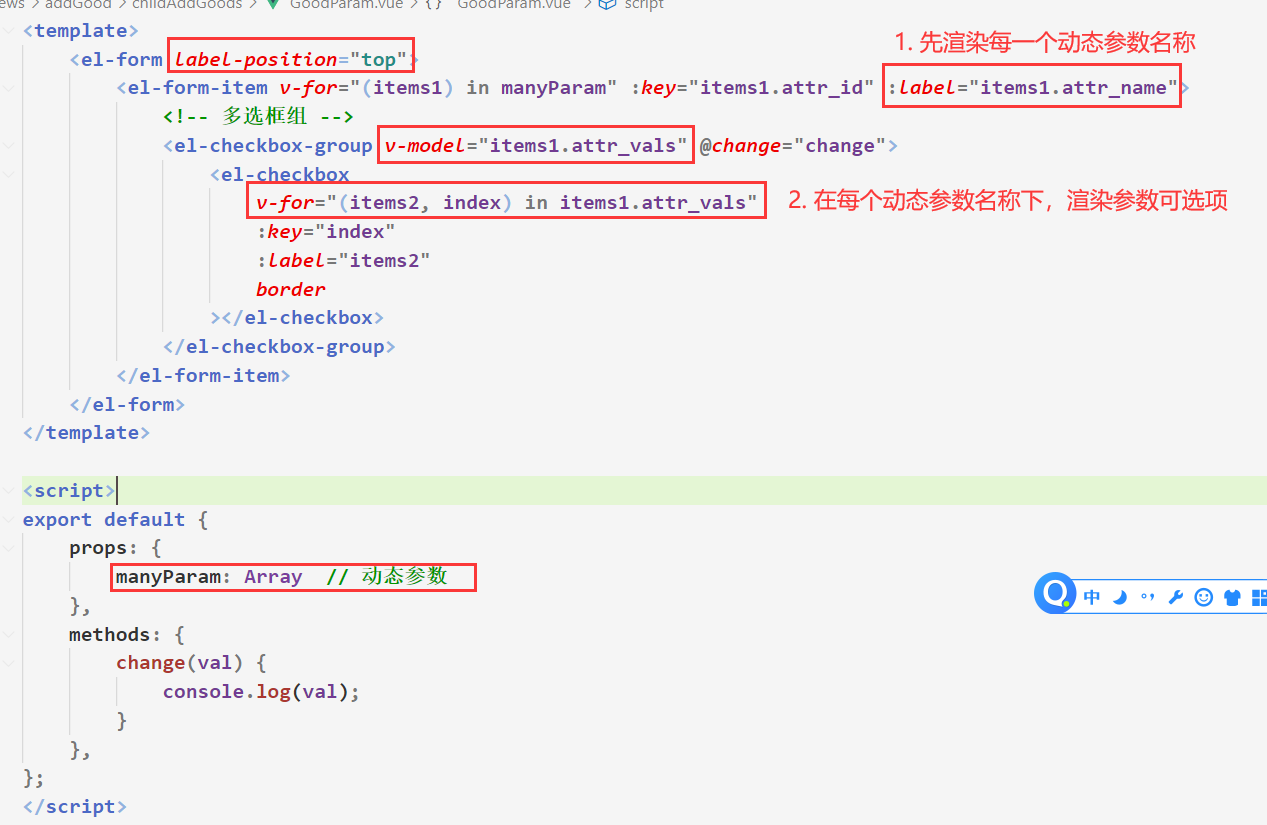 ews > addGood > childAddGoods > GoodParam.vue > {} GoodParam.vue > script
<template>
<el-form label-position="top">
1. 先渲染每一个动态参数名称
<el-form-item v-for="(items1) in manyParam" :key="items1.attr_id" :label="items1.attr_name">
<!-- 多选框组 -->
<el-checkbox-group v-model="items1.attr_vals" @change="change">
<el-checkbox
v-for="(items2, index) in items1.attr_vals"
2. 在每个动态参数名称下，渲染参数可选项
:key="index"
:label="items2"
border
></el-checkbox>
</el-checkbox-group>
</el-form-item>
</el-form>
</template>
<script>
export default {
props: {
manyParam: Array // 动态参数
},
methods: {
change(val) {
console.log(val);
}
},
};
</script>
中